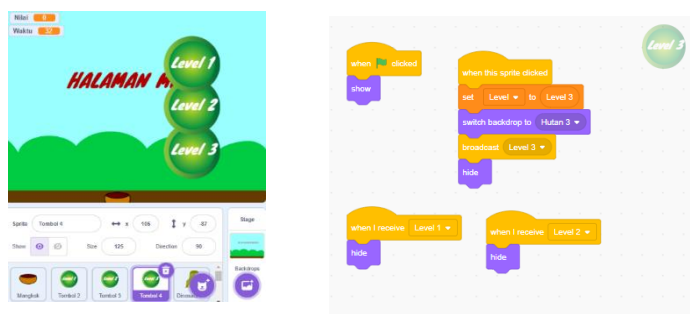 Nilai 8
Waktu 32
HALAMAN
Level 1
Level 2
Level 3
Sprite Tombol 4 x 106 y -87
Show Size 125 Direction 90
Stage
Backdrops
Mangkok
Tombol 2
Tombol 3
Tombol 4
when clicked
show
when this sprite clicked
set Level to Level 3
switch backdrop to Hutan 3
broadcast Level 3
hide
when I receive Level 1
hide
when I receive Level 2
hide
Level 3